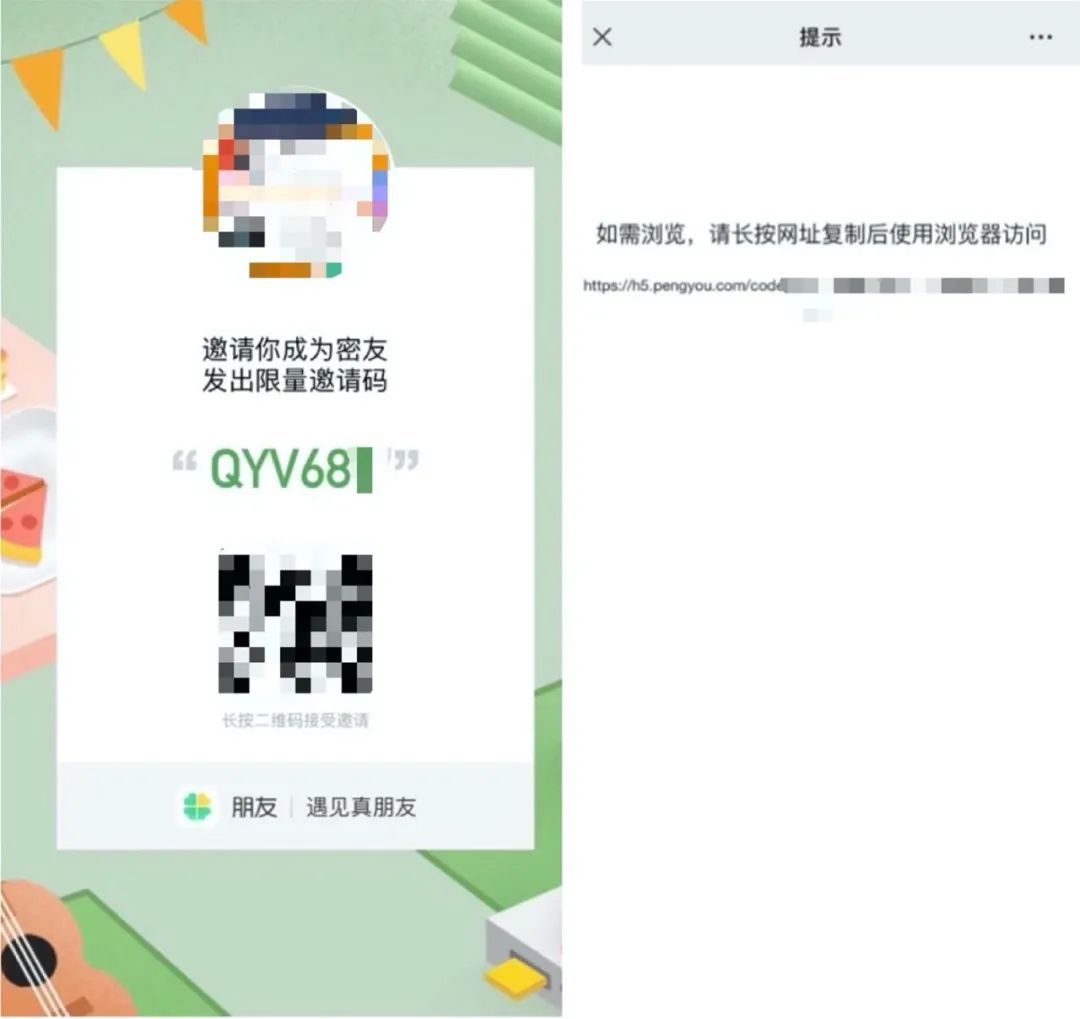 邀请你成为密友
发出限量邀请码
“ QYV68 ”
长按二维码接受邀请
朋友 | 遇见真朋友
提示
如需浏览，请长按网址复制后使用浏览器访问
https://h5.pengyou.com/code